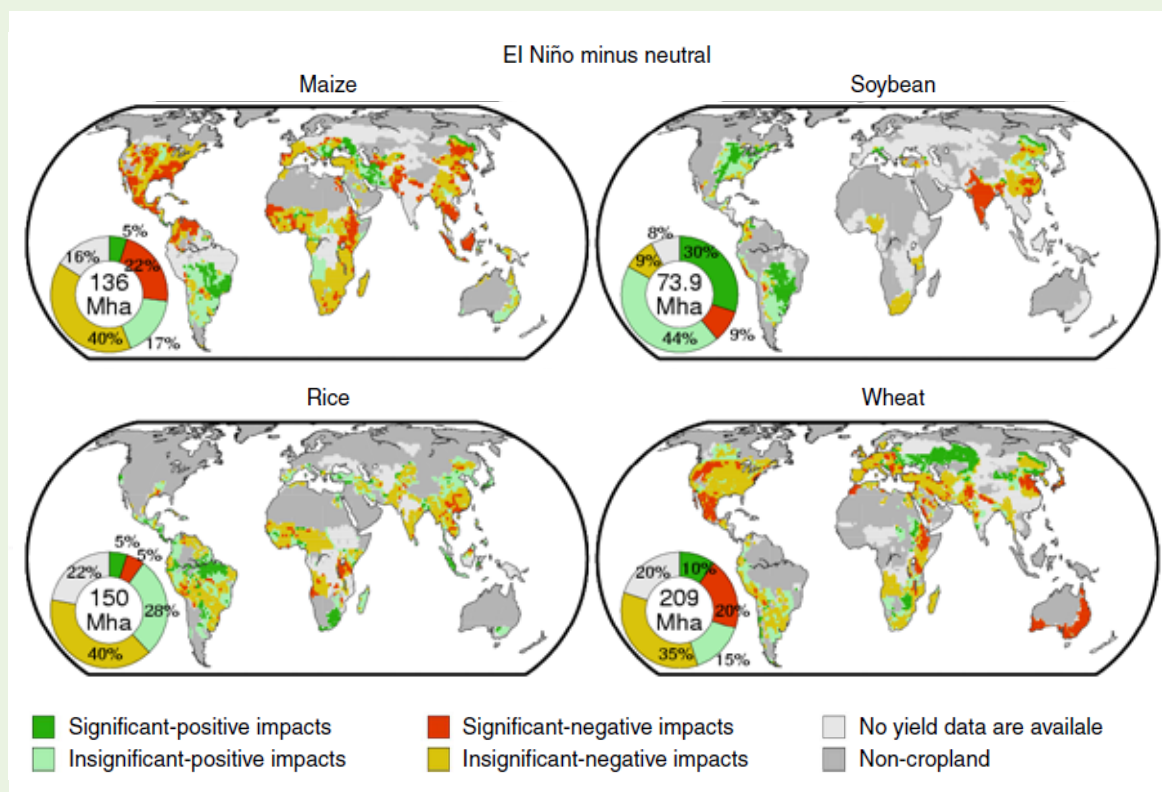 El Niño minus neutral
Maize
Soybean
5%
16%
22%
136
Mha
40%
17%
8%
30%
9%
73.9
Mha
9%
44%
Rice
Wheat
5%
5%
22%
150
Mha
28%
40%
10%
20%
209
Mha
20%
35%
15%
Significant-positive impacts
Significant-negative impacts
No yield data are availale
Insignificant-positive impacts
Insignificant-negative impacts
Non-cropland